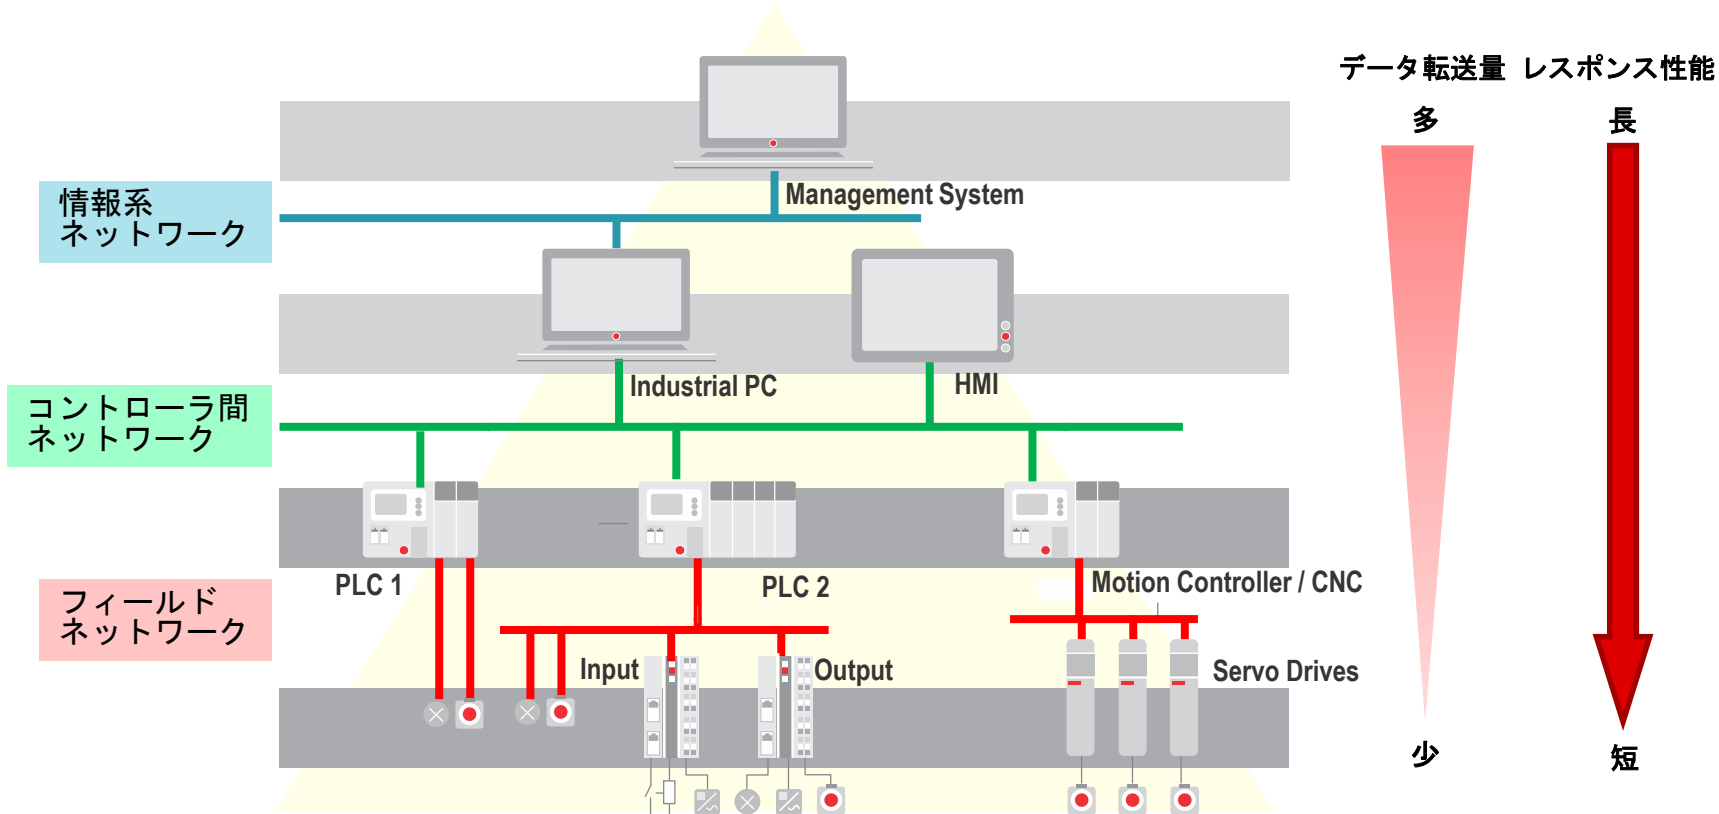 データ転送量 レスポンス性能
多 長
Management System
情報系
ネットワーク
Industrial PC
HMI
コントローラ間
ネットワーク
PLC 1
PLC 2
Motion Controller / CNC
フィールド
ネットワーク
Input
Output
Servo Drives
少 短